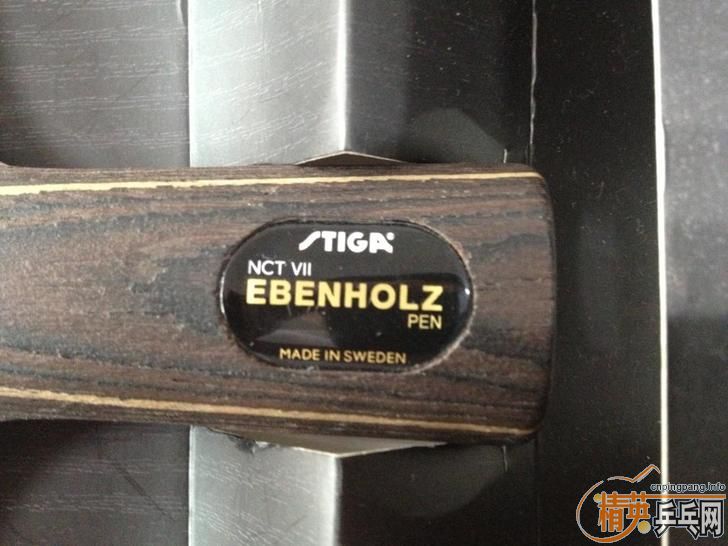 STIGA
NCT VII
EBENHOLZ
PEN
MADE IN SWEDEN
cnpingpang.info
精英乒乓网